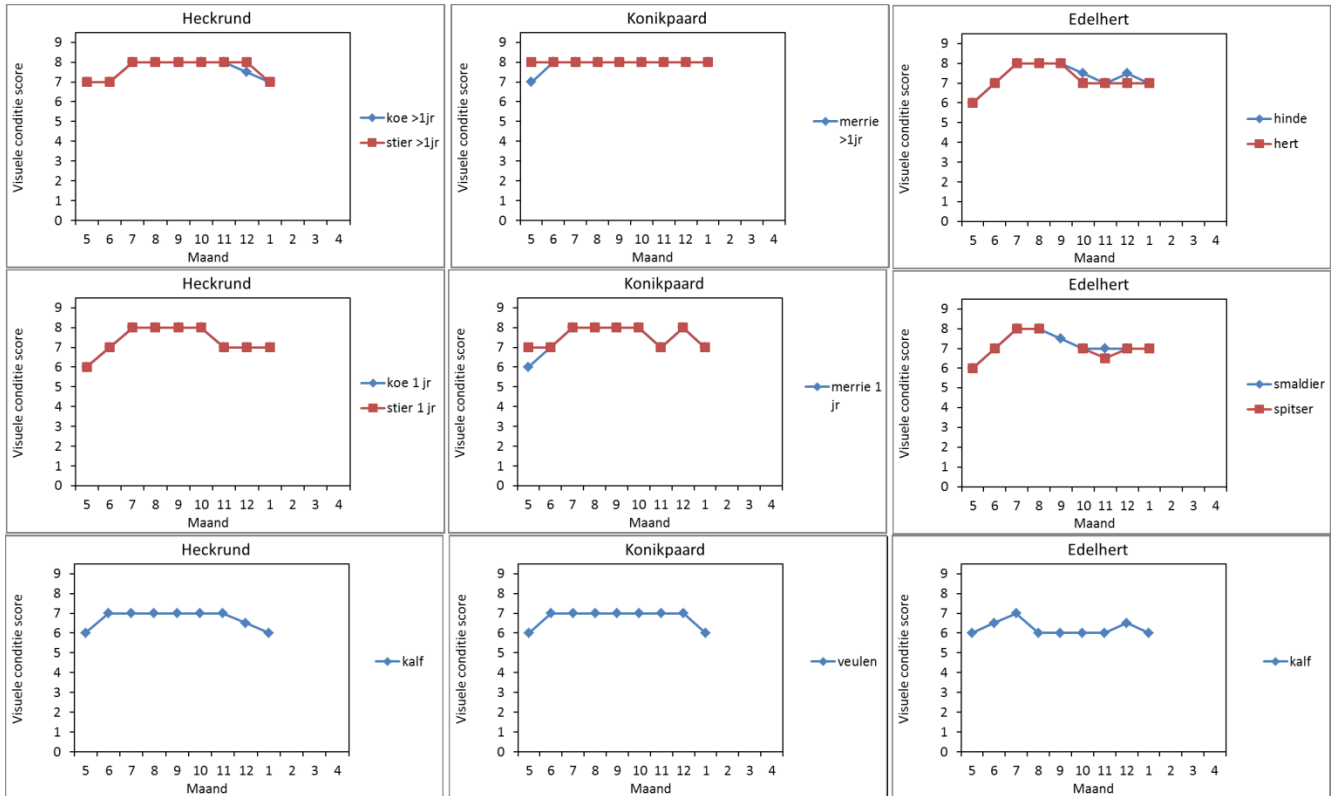 Heckrund
Visuele conditie score
9
8
7
6
5
4
3
2
1
0
5 6 7 8 9 10 11 12 1 2 3 4
Maand
koe >1jr
stier >1jr
Konikpaard
Visuele conditie score
9
8
7
6
5
4
3
2
1
0
5 6 7 8 9 10 11 12 1 2 3 4
Maand
merrie
>1jr
Edelhert
Visuele conditie score
9
8
7
6
5
4
3
2
1
0
5 6 7 8 9 10 11 12 1 2 3 4
Maand
hinde
hert
Heckrund
Visuele conditie score
9
8
7
6
5
4
3
2
1
0
5 6 7 8 9 10 11 12 1 2 3 4
Maand
koe 1 jr
stier 1 jr
Konikpaard
Visuele conditie score
9
8
7
6
5
4
3
2
1
0
5 6 7 8 9 10 11 12 1 2 3 4
Maand
merrie 1
jr
Edelhert
Visuele conditie score
9
8
7
6
5
4
3
2
1
0
5 6 7 8 9 10 11 12 1 2 3 4
Maand
smaldier
spitser
Heckrund
Visuele conditie score
9
8
7
6
5
4
3
2
1
0
5 6 7 8 9 10 11 12 1 2 3 4
Maand
kalf
Konikpaard
Visuele conditie score
9
8
7
6
5
4
3
2
1
0
5 6 7 8 9 10 11 12 1 2 3 4
Maand
veulen
Edelhert
Visuele conditie score
9
8
7
6
5
4
3
2
1
0
5 6 7 8 9 10 11 12 1 2 3 4
Maand
kalf